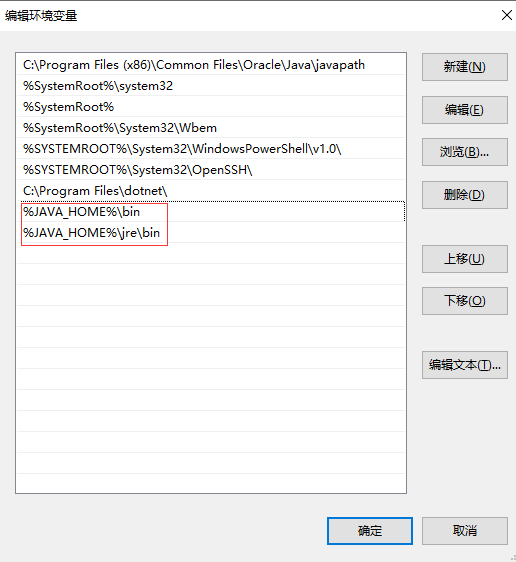 编辑环境变量
C:\Program Files (x86)\Common Files\Oracle\Java\javapath
%SystemRoot%\system32
%SystemRoot%
%SystemRoot%\System32\Wbem
%SYSTEMROOT%\System32\WindowsPowerShell\v1.0\
%SYSTEMROOT%\System32\OpenSSH\
C:\Program Files\dotnet\
%JAVA_HOME%\bin
%JAVA_HOME%\jre\bin
新建(N)
编辑(E)
浏览(B)...
删除(D)
上移(U)
下移(O)
编辑文本(T)...
确定
取消